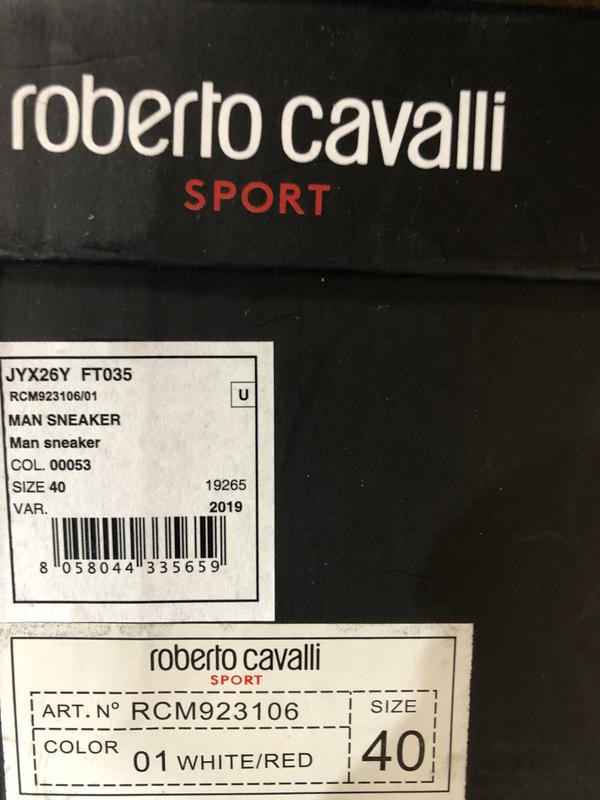 roberto cavalli
SPORT
JYX26Y FT035
RCM923106/01
U
MAN SNEAKER
Man sneaker
COL. 00053
SIZE 40 19265
VAR. 2019
8 058044 335659
roberto cavalli
SPORT
ART. Nº RCM923106
SIZE
COLOR 01 WHITE/RED
40